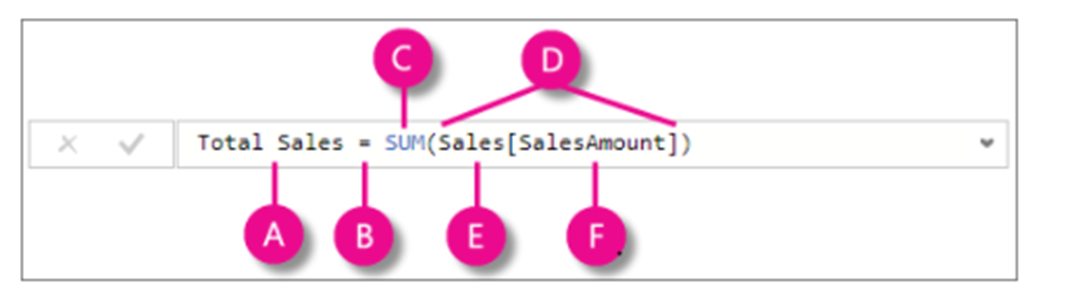 C D
Total Sales = SUM(Sales[SalesAmount])
A B E F